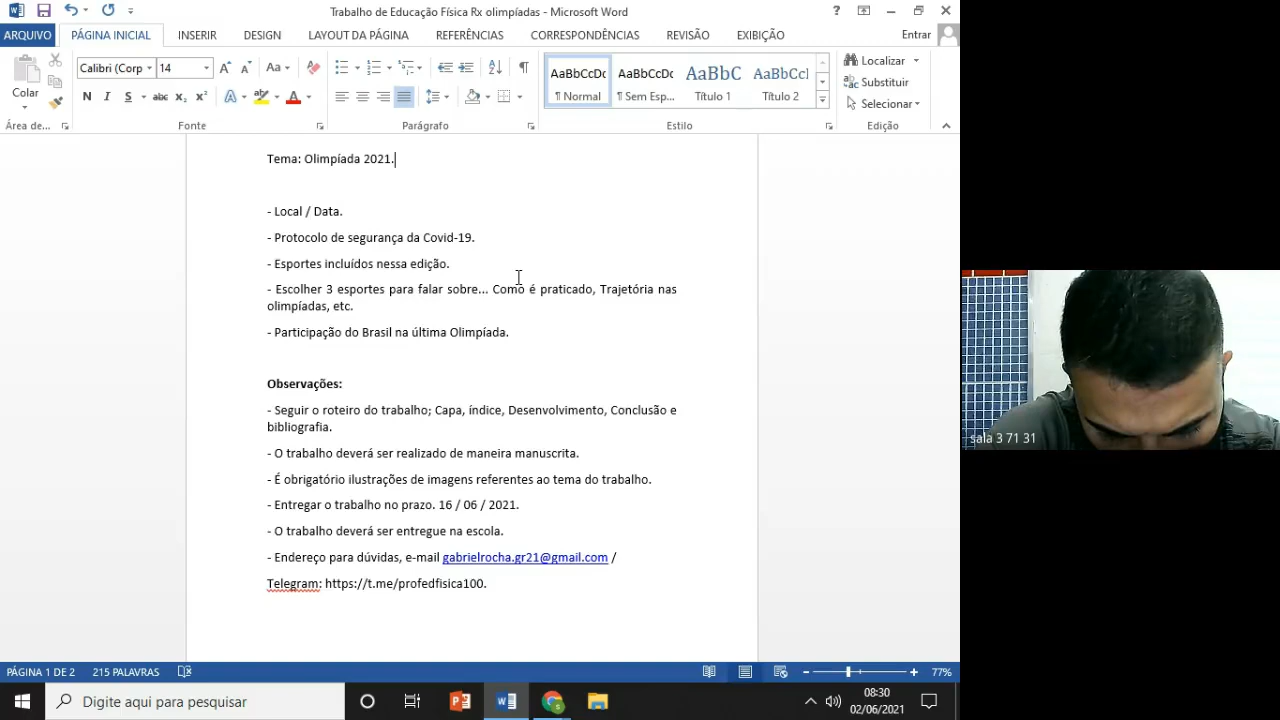 Trabalho de Educação Física Rx olimpíadas - Microsoft Word
?
ARQUIVO PÁGINA INICIAL INSERIR DESIGN LAYOUT DA PÁGINA REFERÊNCIAS CORRESPONDÊNCIAS REVISÃO EXIBIÇÃO Entrar
Colar
Calibri (Corp 14
Aa
N I S abc x₂ x² A ab A
AaBbCcDc AaBbCcDc AaBbC AaBbCcI
¶ Normal ¶ Sem Esp... Título 1 Título 2
Localizar
Substituir
Selecionar
Área de... Fonte Parágrafo Estilo Edição
Tema: Olimpíada 2021.
- Local / Data.
- Protocolo de segurança da Covid-19.
- Esportes incluídos nessa edição.
- Escolher 3 esportes para falar sobre... Como é praticado, Trajetória nas
olimpíadas, etc.
- Participação do Brasil na última Olimpíada.
Observações:
- Seguir o roteiro do trabalho; Capa, índice, Desenvolvimento, Conclusão e
bibliografia.
- O trabalho deverá ser realizado de maneira manuscrita.
- É obrigatório ilustrações de imagens referentes ao tema do trabalho.
- Entregar o trabalho no prazo. 16 / 06 / 2021.
- O trabalho deverá ser entregue na escola.
- Endereço para dúvidas, e-mail gabrielrocha.gr21@gmail.com /
Telegram: https://t.me/profedfisica100.
sala 3 71 31
PÁGINA 1 DE 2 215 PALAVRAS 77%
Digite aqui para pesquisar
08:30
02/06/2021